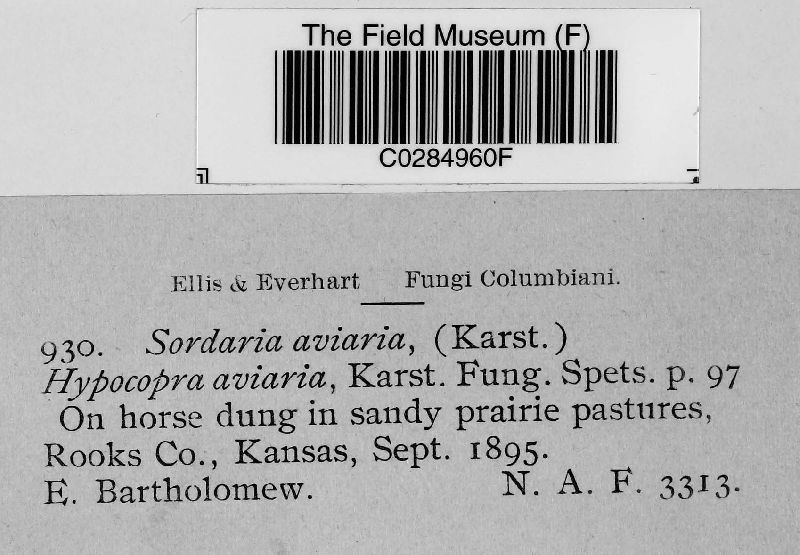 The Field Museum (F)
C0284960F
Ellis & Everhart Fungi Columbiani.
930. Sordaria aviaria, (Karst.)
Hypocopra aviaria, Karst. Fung. Spets. p. 97
On horse dung in sandy prairie pastures,
Rooks Co., Kansas, Sept. 1895.
E. Bartholomew. N. A. F. 3313.